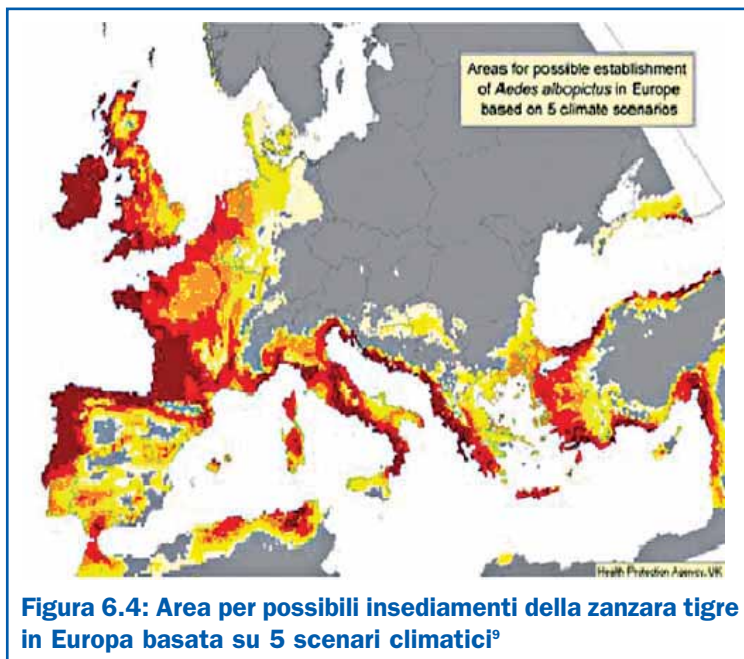 Areas for possible establishment
of Aedes albopictus in Europe
based on 5 climate scenarios
Health Protection Agency, UK
Figura 6.4: Area per possibili insediamenti della zanzara tigre
in Europa basata su 5 scenari climatici⁹